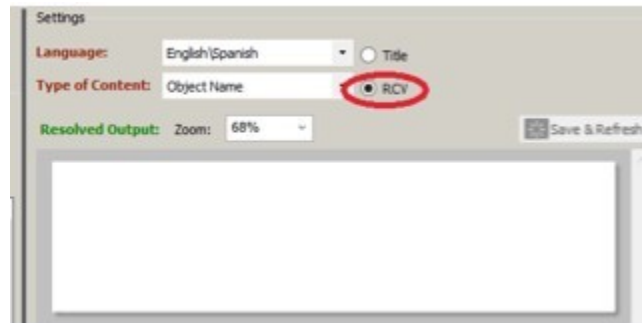 Settings
Language: English\Spanish Title
Type of Content: Object Name RCV
Resolved Output: Zoom: 68% Save & Refresh